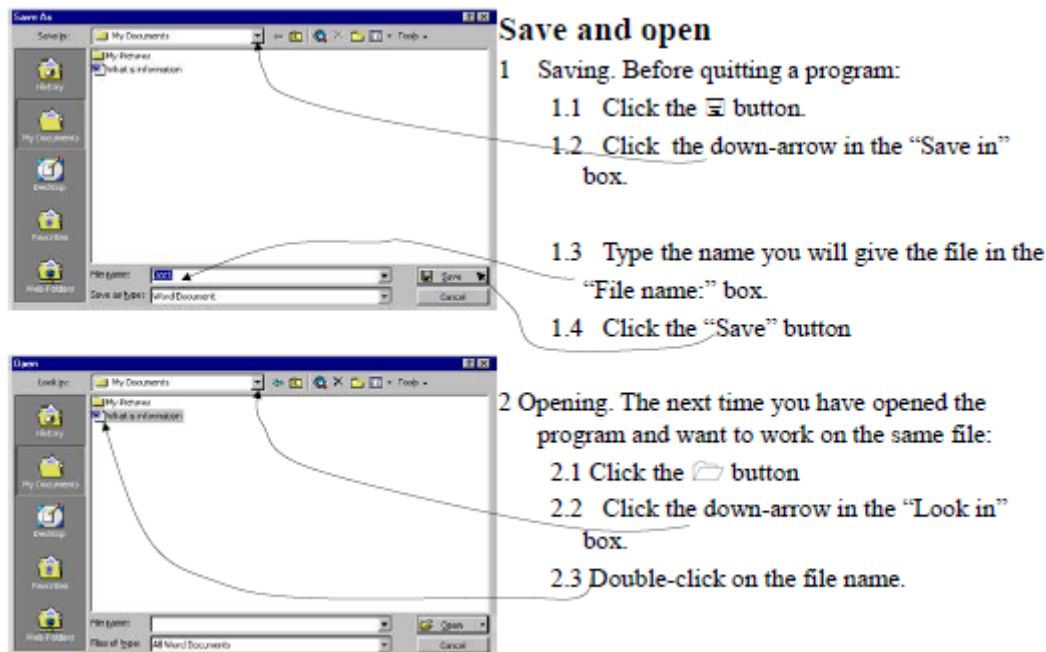 Save As
Save in:
My Documents
Tools
My Pictures
What is information
History
My Documents
Desktop
Favorites
Web Folders
File name:
Save
Save as type:
Word Document
Cancel
Save and open
1 Saving. Before quitting a program:
1.1 Click the button.
1.2 Click the down-arrow in the “Save in”
box.
1.3 Type the name you will give the file in the
“File name:” box.
1.4 Click the “Save” button
Open
Look in:
My Documents
Tools
My Pictures
What is information
History
My Documents
Desktop
Favorites
Web Folders
File name:
Open
Files of type:
All Word Documents
Cancel
2 Opening. The next time you have opened the
program and want to work on the same file:
2.1 Click the button
2.2 Click the down-arrow in the “Look in”
box.
2.3 Double-click on the file name.